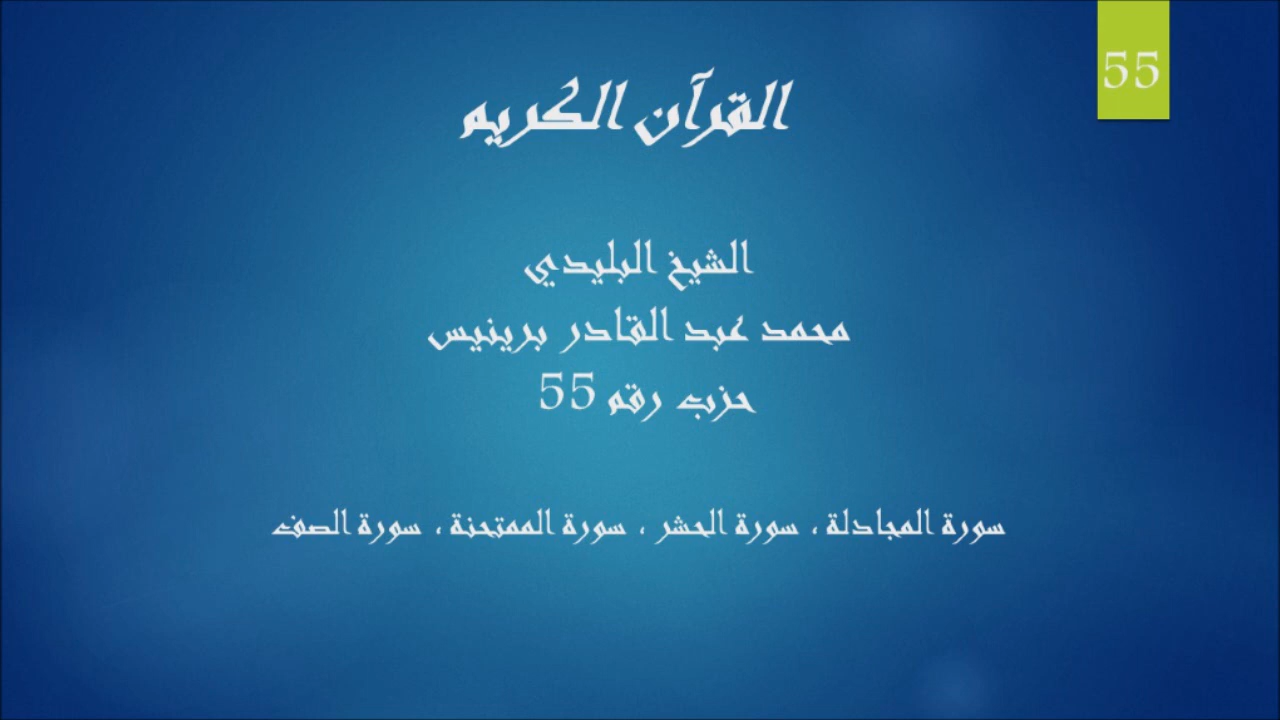 55
القرآن الكريم
الشيخ البليدي
محمد عبد القادر برينيس
حزب رقم 55
سورة المجادلة ، سورة الحشر ، سورة الممتحنة ، سورة الصف